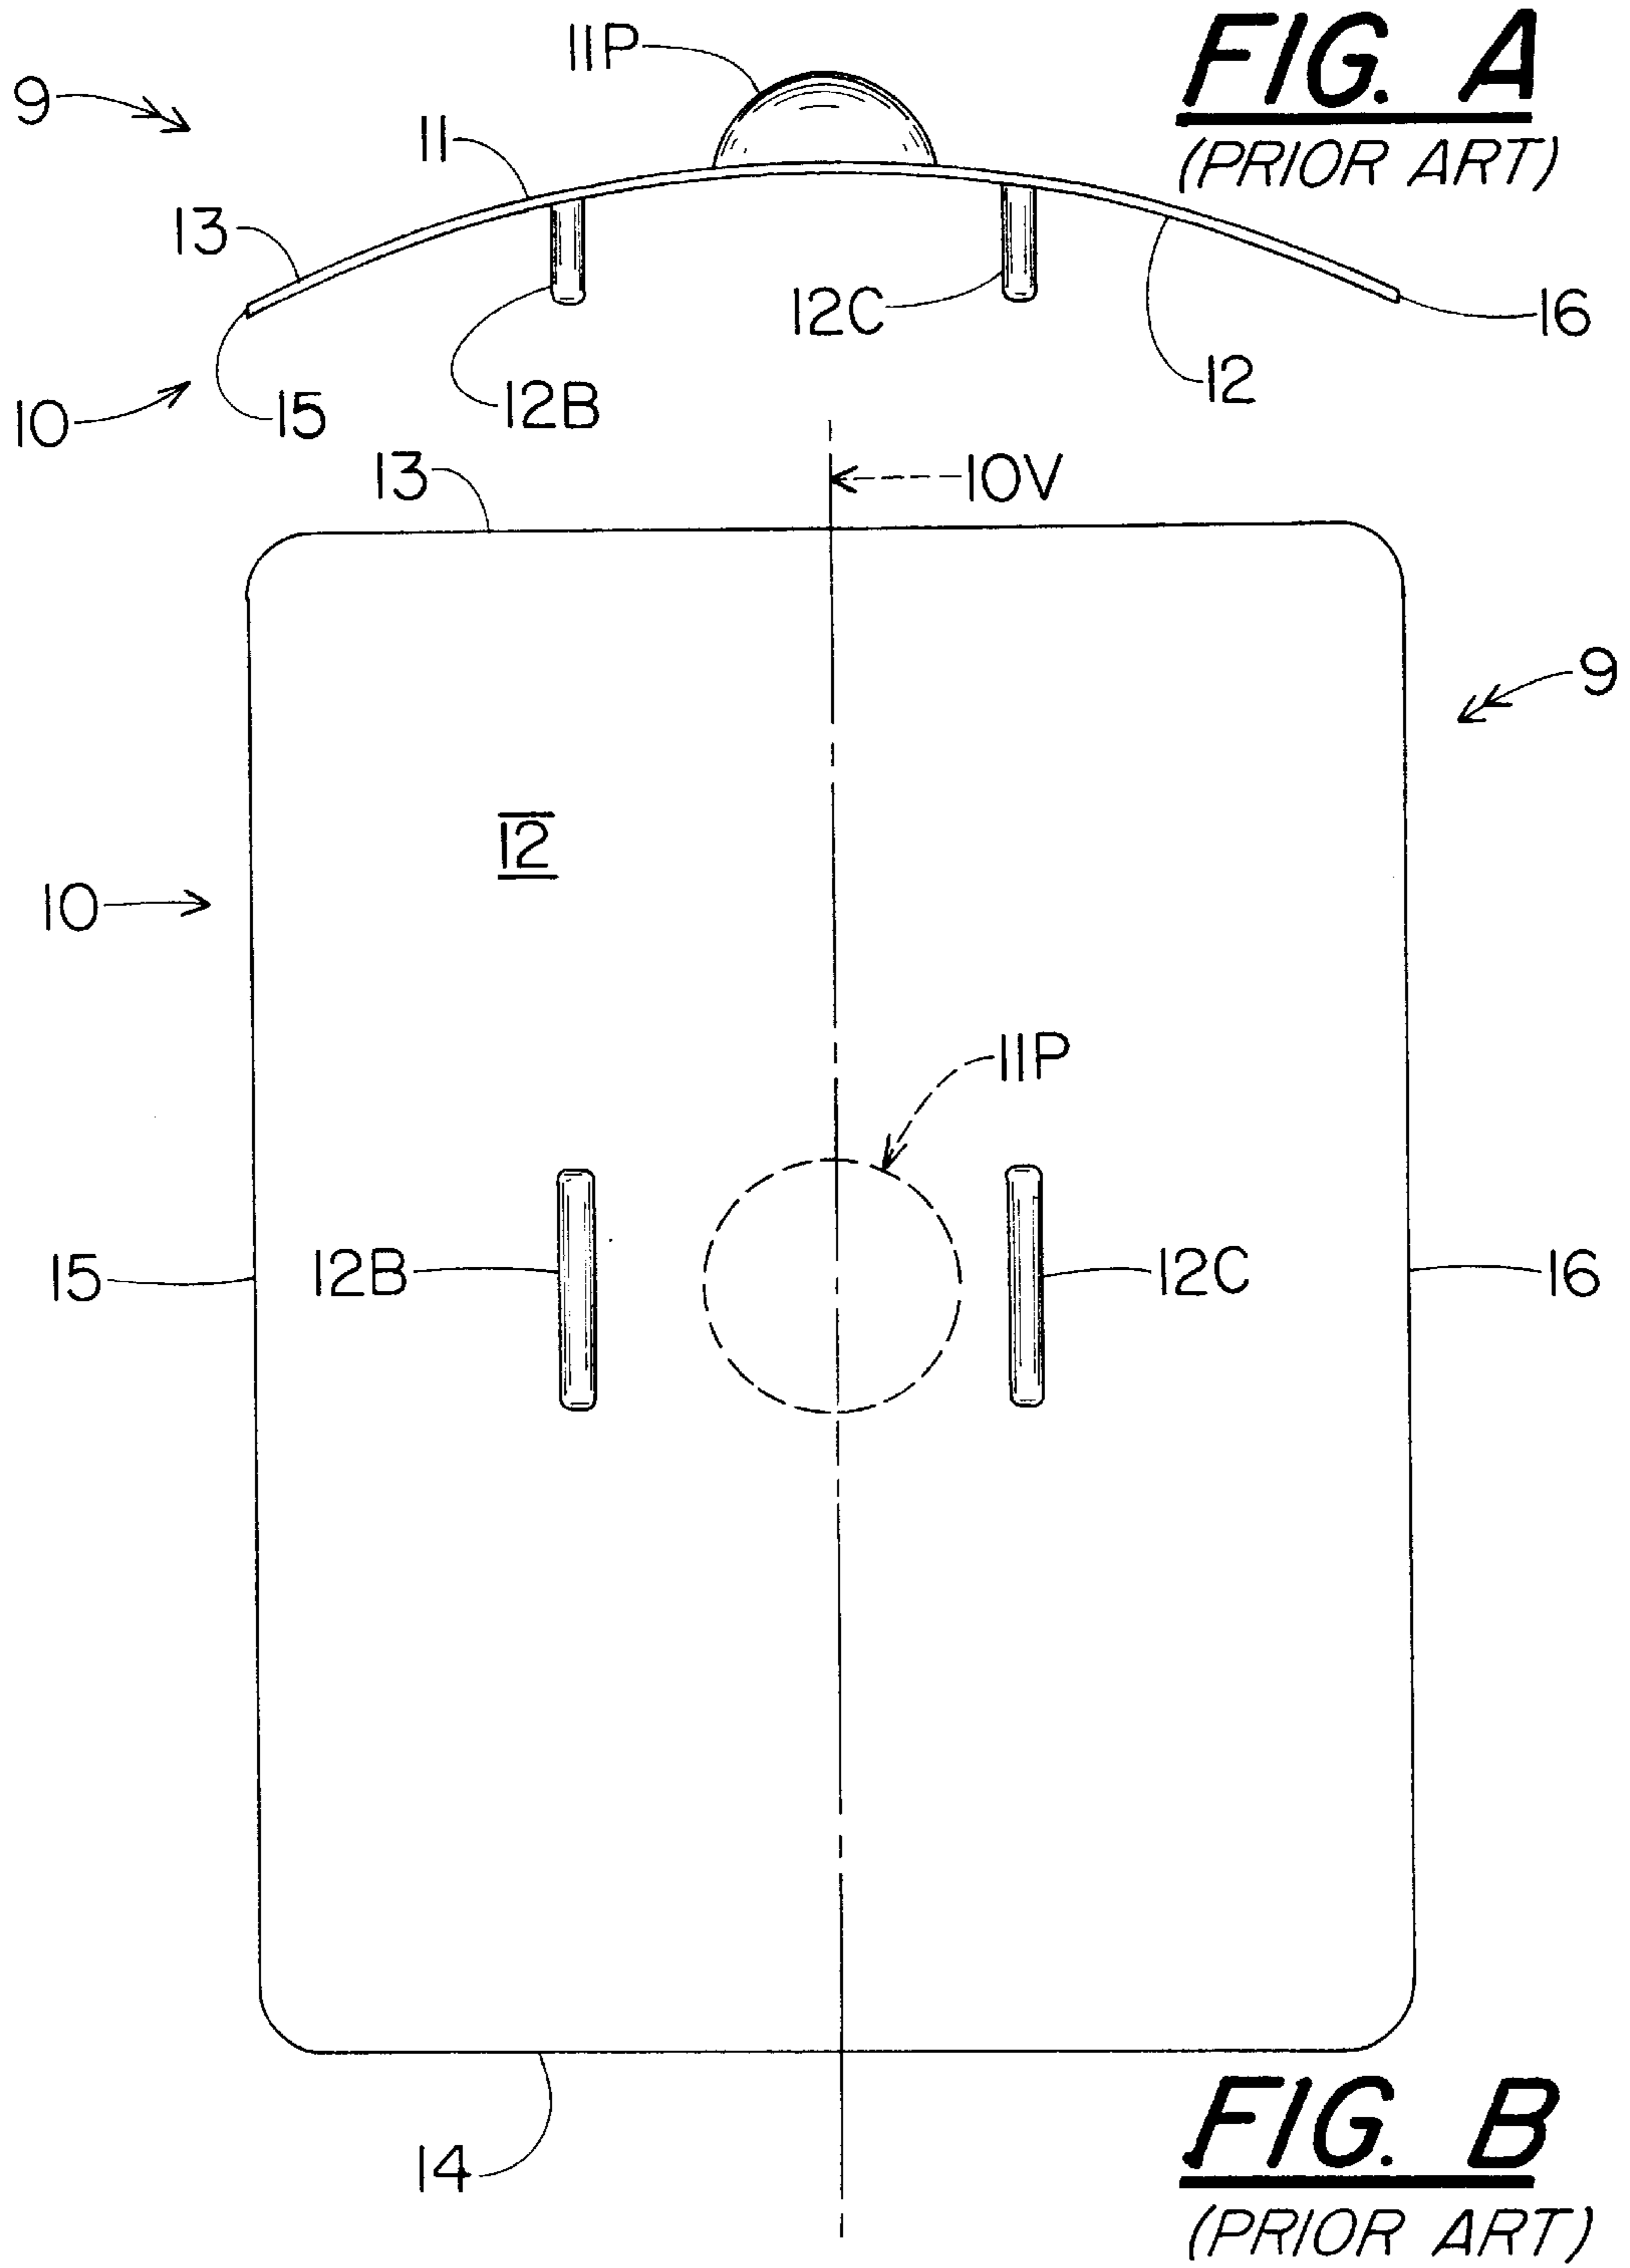 FIG. A
(PRIOR ART)
11P
9
11
13
12B
12C
12
16
10
15
13
10V
9
12
10
11P
15
12B
12C
16
14
FIG. B
(PRIOR ART)